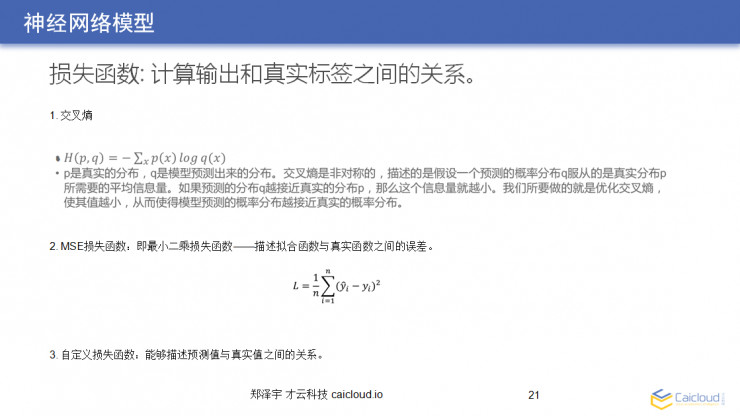 神经网络模型
损失函数: 计算输出和真实标签之间的关系。
1. 交叉熵
• H(p,q) = −∑ₓ p(x) log q(x)
• p是真实的分布，q是模型预测出来的分布。交叉熵是非对称的，描述的是假设一个预测的概率分布q服从的是真实分布p
所需要的平均信息量。如果预测的分布q越接近真实的分布p，那么这个信息量就越小。我们所要做的就是优化交叉熵，
使其值越小，从而使得模型预测的概率分布越接近真实的概率分布。
2. MSE损失函数：即最小二乘损失函数——描述拟合函数与真实函数之间的误差。
L = 1/n ∑ᵢ₌₁ⁿ (ŷᵢ − yᵢ)²
3. 自定义损失函数：能够描述预测值与真实值之间的关系。
郑泽宇 才云科技 caicloud.io
21
Caicloud